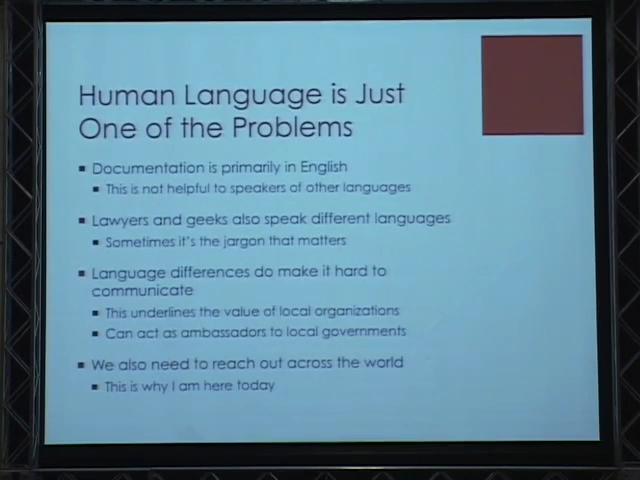 Human Language is Just
One of the Problems
Documentation is primarily in English
This is not helpful to speakers of other languages
Lawyers and geeks also speak different languages
Sometimes it's the jargon that matters
Language differences do make it hard to
communicate
This underlines the value of local organizations
Can act as ambassadors to local governments
We also need to reach out across the world
This is why I am here today